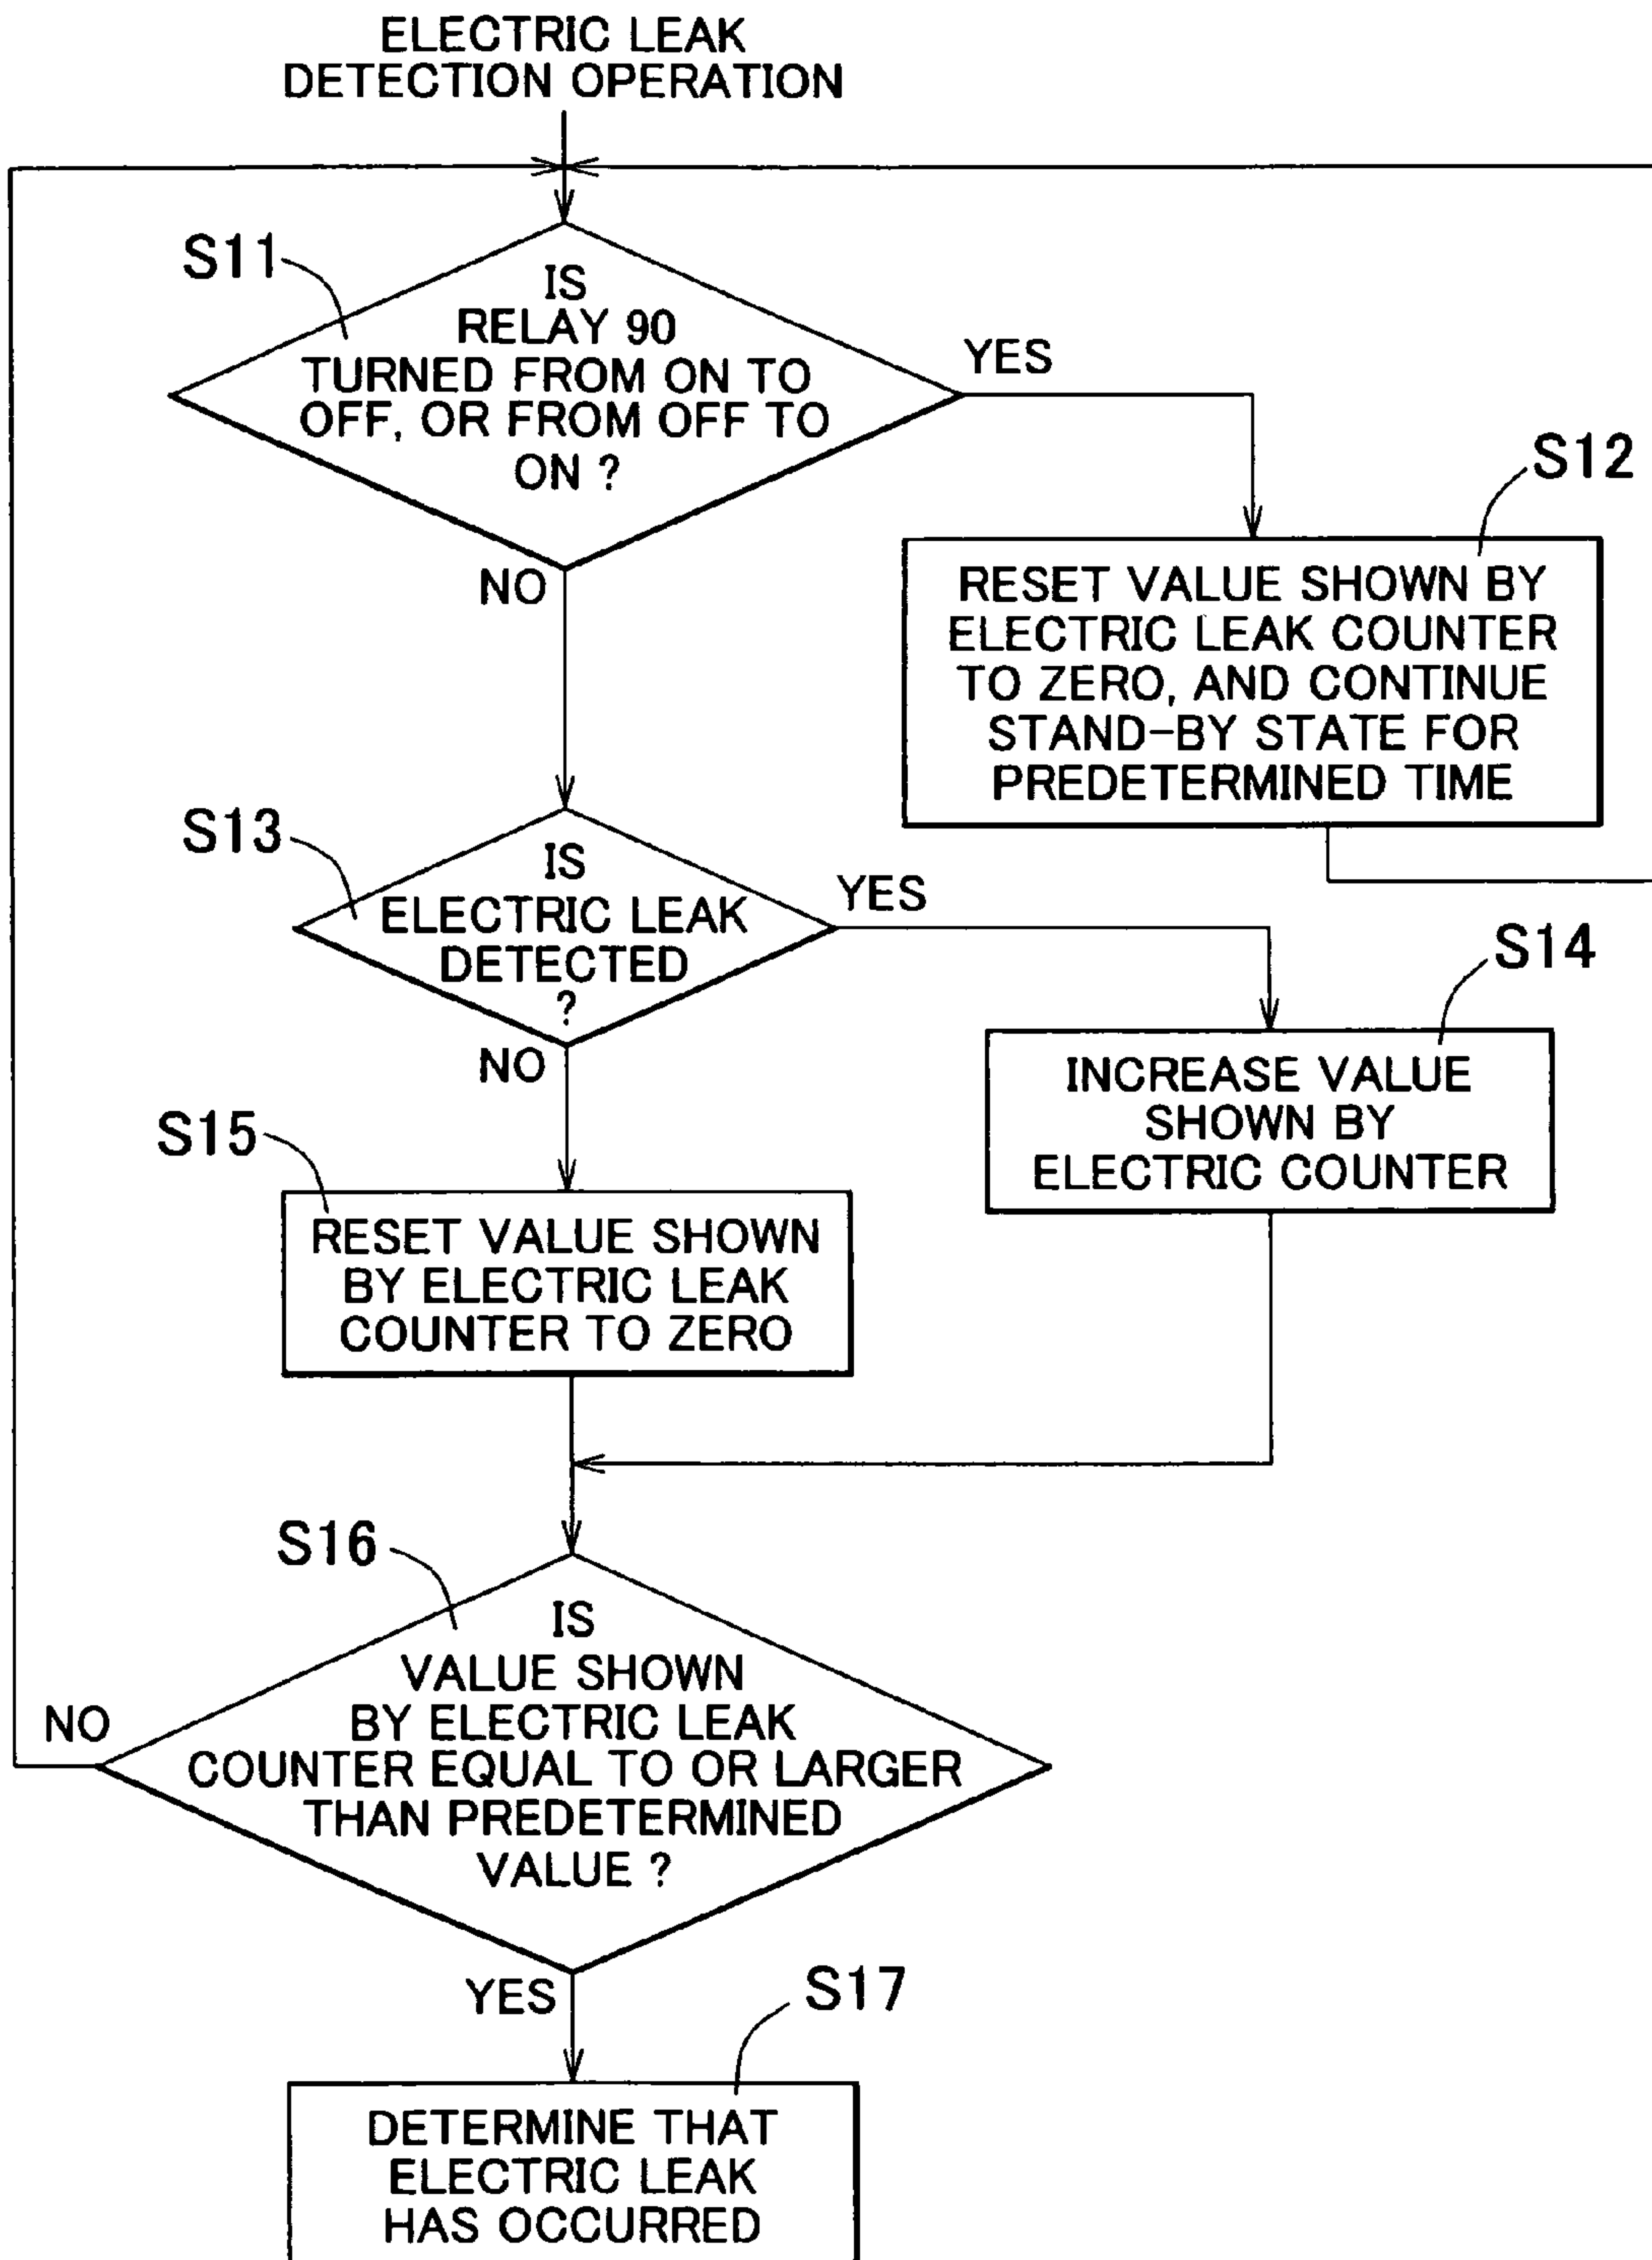 ELECTRIC LEAK
DETECTION OPERATION
S11
IS
RELAY 90
TURNED FROM ON TO
OFF, OR FROM OFF TO
ON ?
YES
NO
S12
RESET VALUE SHOWN BY
ELECTRIC LEAK COUNTER
TO ZERO, AND CONTINUE
STAND-BY STATE FOR
PREDETERMINED TIME
S13
IS
ELECTRIC LEAK
DETECTED
?
YES
NO
S14
INCREASE VALUE
SHOWN BY
ELECTRIC COUNTER
S15
RESET VALUE SHOWN
BY ELECTRIC LEAK
COUNTER TO ZERO
S16
IS
VALUE SHOWN
BY ELECTRIC LEAK
COUNTER EQUAL TO OR LARGER
THAN PREDETERMINED
VALUE ?
NO
YES
S17
DETERMINE THAT
ELECTRIC LEAK
HAS OCCURRED